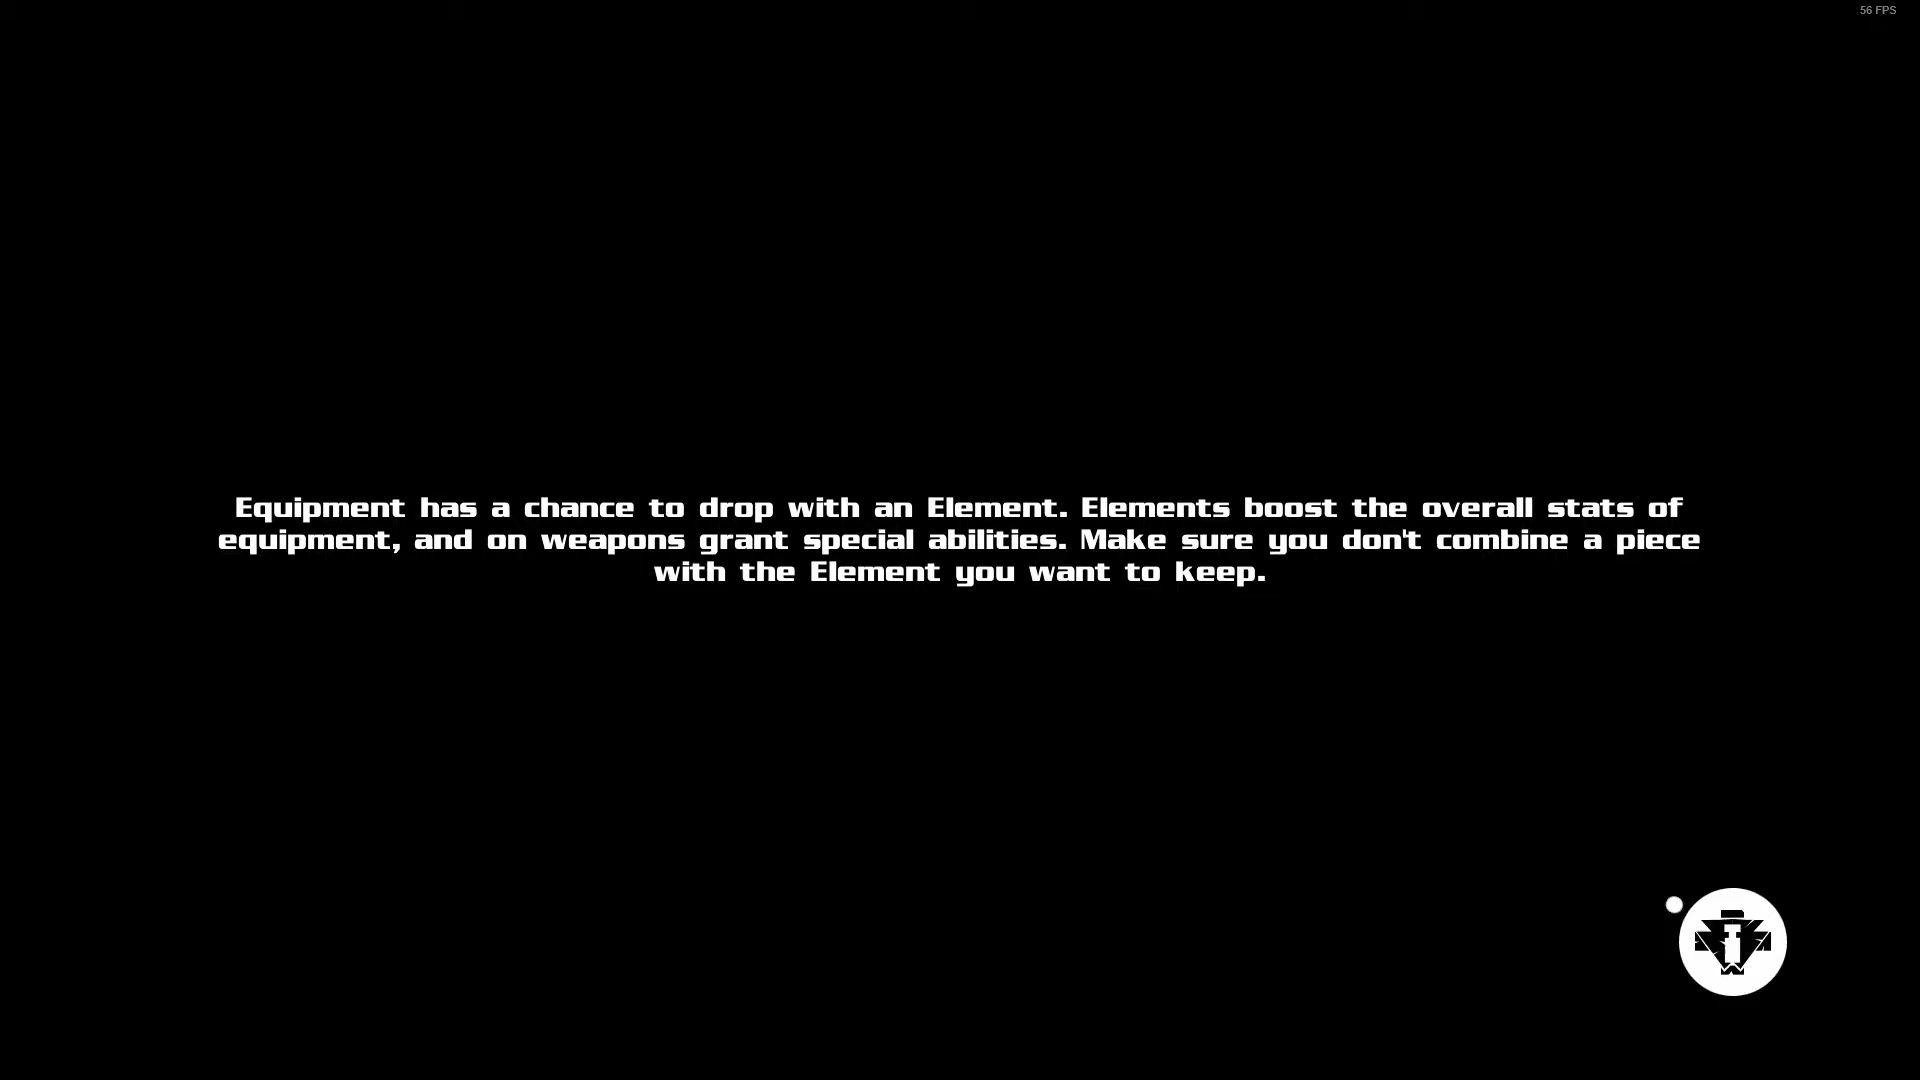 56 FPS
Equipment has a chance to drop with an Element. Elements boost the overall stats of
equipment, and on weapons grant special abilities. Make sure you don't combine a piece
with the Element you want to keep.